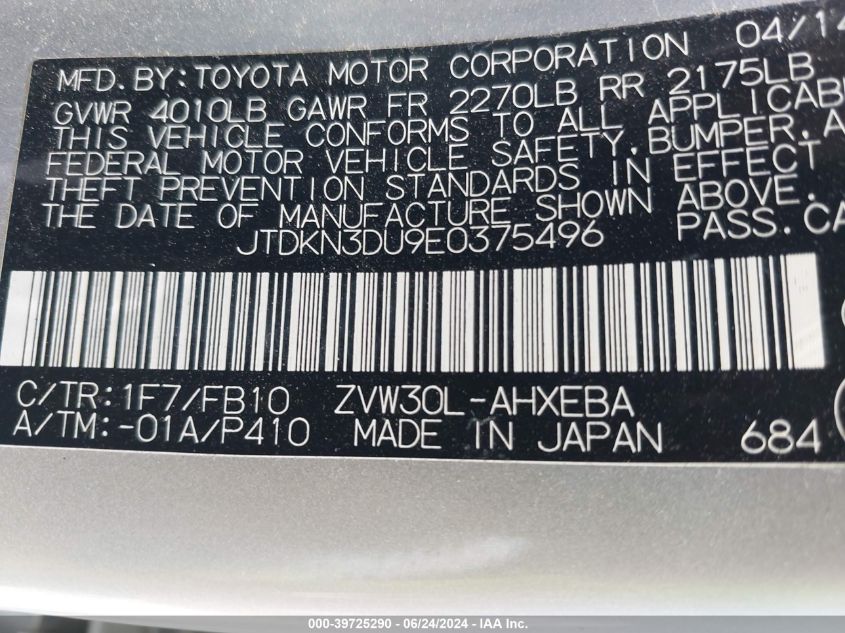 MFD. BY: TOYOTA MOTOR CORPORATION 04/14
GVWR 4010LB GAWR FR 2270LB RR 2175LB
THIS VEHICLE CONFORMS TO ALL APPLICAB
FEDERAL MOTOR VEHICLE SAFETY, BUMPER, A
THEFT PREVENTION STANDARDS IN EFFECT
THE DATE OF MANUFACTURE SHOWN ABOVE.
JTDKN3DU9E0375496 PASS. CA
C/TR: 1F7/FB10 ZVW30L-AHXEBA
A/TM: -01A/P410 MADE IN JAPAN 684
000-39725290 - 06/24/2024 - IAA Inc.